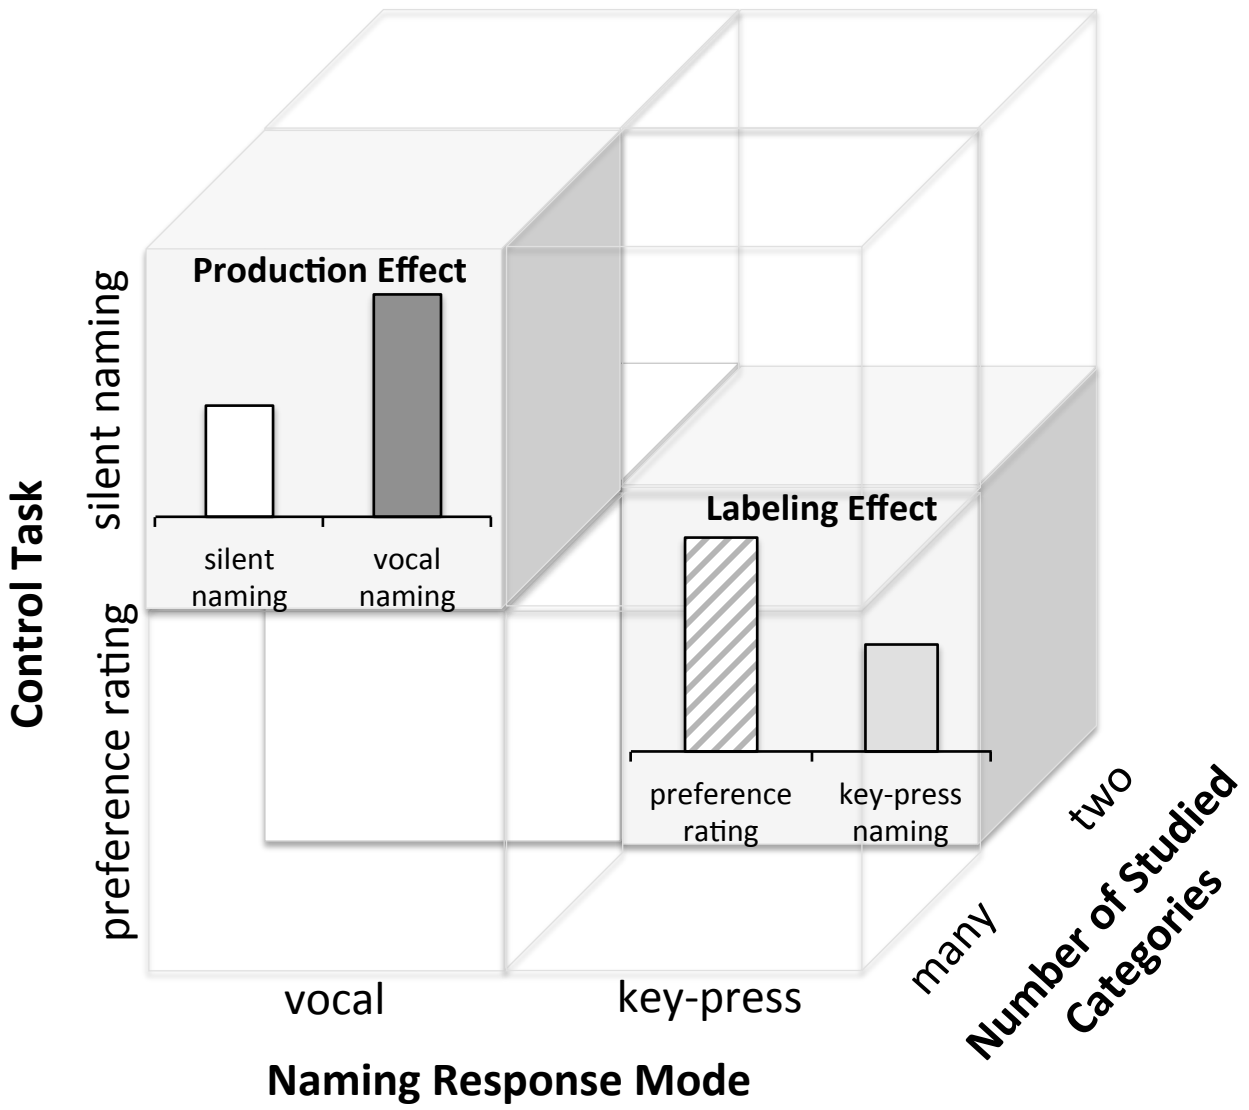 Production Effect
silent naming
silent
naming
vocal
naming
Control Task
Labeling Effect
preference rating
preference
rating
key-press
naming
two
many
Number of Studied
Categories
vocal
key-press
Naming Response Mode